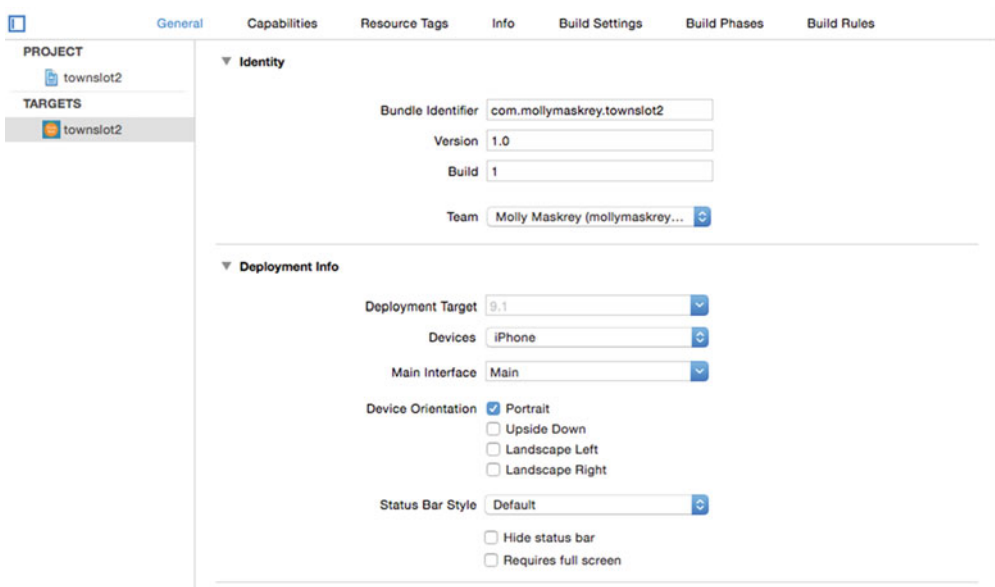 General Capabilities Resource Tags Info Build Settings Build Phases Build Rules
PROJECT
townslot2
TARGETS
townslot2
Identity
Bundle Identifier com.mollymaskrey.townslot2
Version 1.0
Build 1
Team Molly Maskrey (mollymaskrey...
Deployment Info
Deployment Target 9.1
Devices iPhone
Main Interface Main
Device Orientation Portrait
Upside Down
Landscape Left
Landscape Right
Status Bar Style Default
Hide status bar
Requires full screen